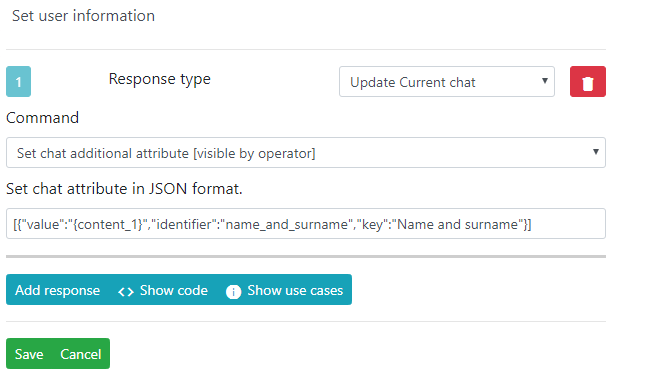 Set user information
1 Response type Update Current chat
Command
Set chat additional attribute [visible by operator]
Set chat attribute in JSON format.
[{"value":"{content_1}","identifier":"name_and_surname","key":"Name and surname"}]
Add response <> Show code i Show use cases
Save Cancel